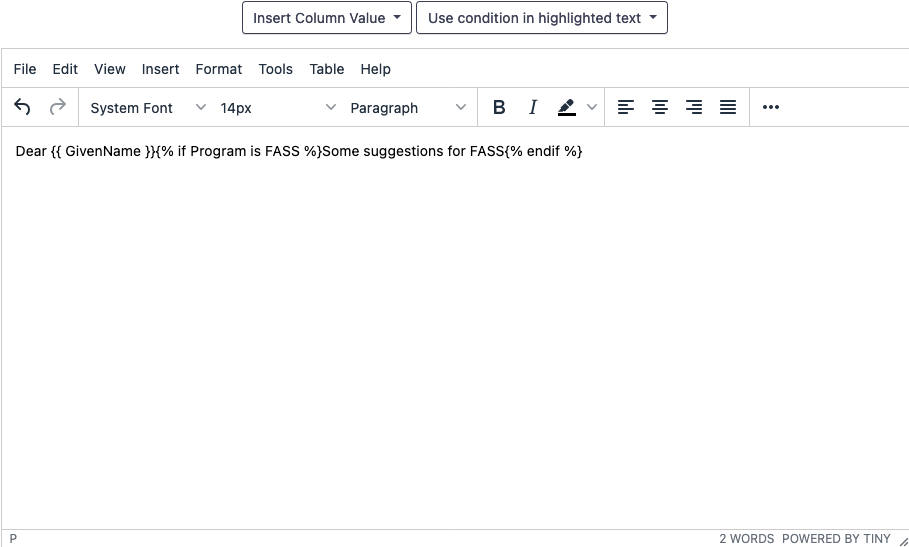 Insert Column Value Use condition in highlighted text
File Edit View Insert Format Tools Table Help
System Font 14px Paragraph B I
Dear {{ GivenName }}{% if Program is FASS %}Some suggestions for FASS{% endif %}
P 2 WORDS POWERED BY TINY